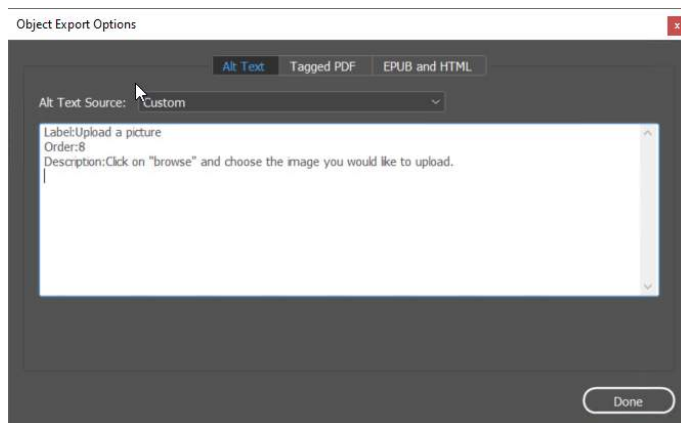 Object Export Options
x
Alt Text
Tagged PDF
EPUB and HTML
Alt Text Source:
Custom
Label:Upload a picture
Order:8
Description:Click on "browse" and choose the image you would like to upload.
Done